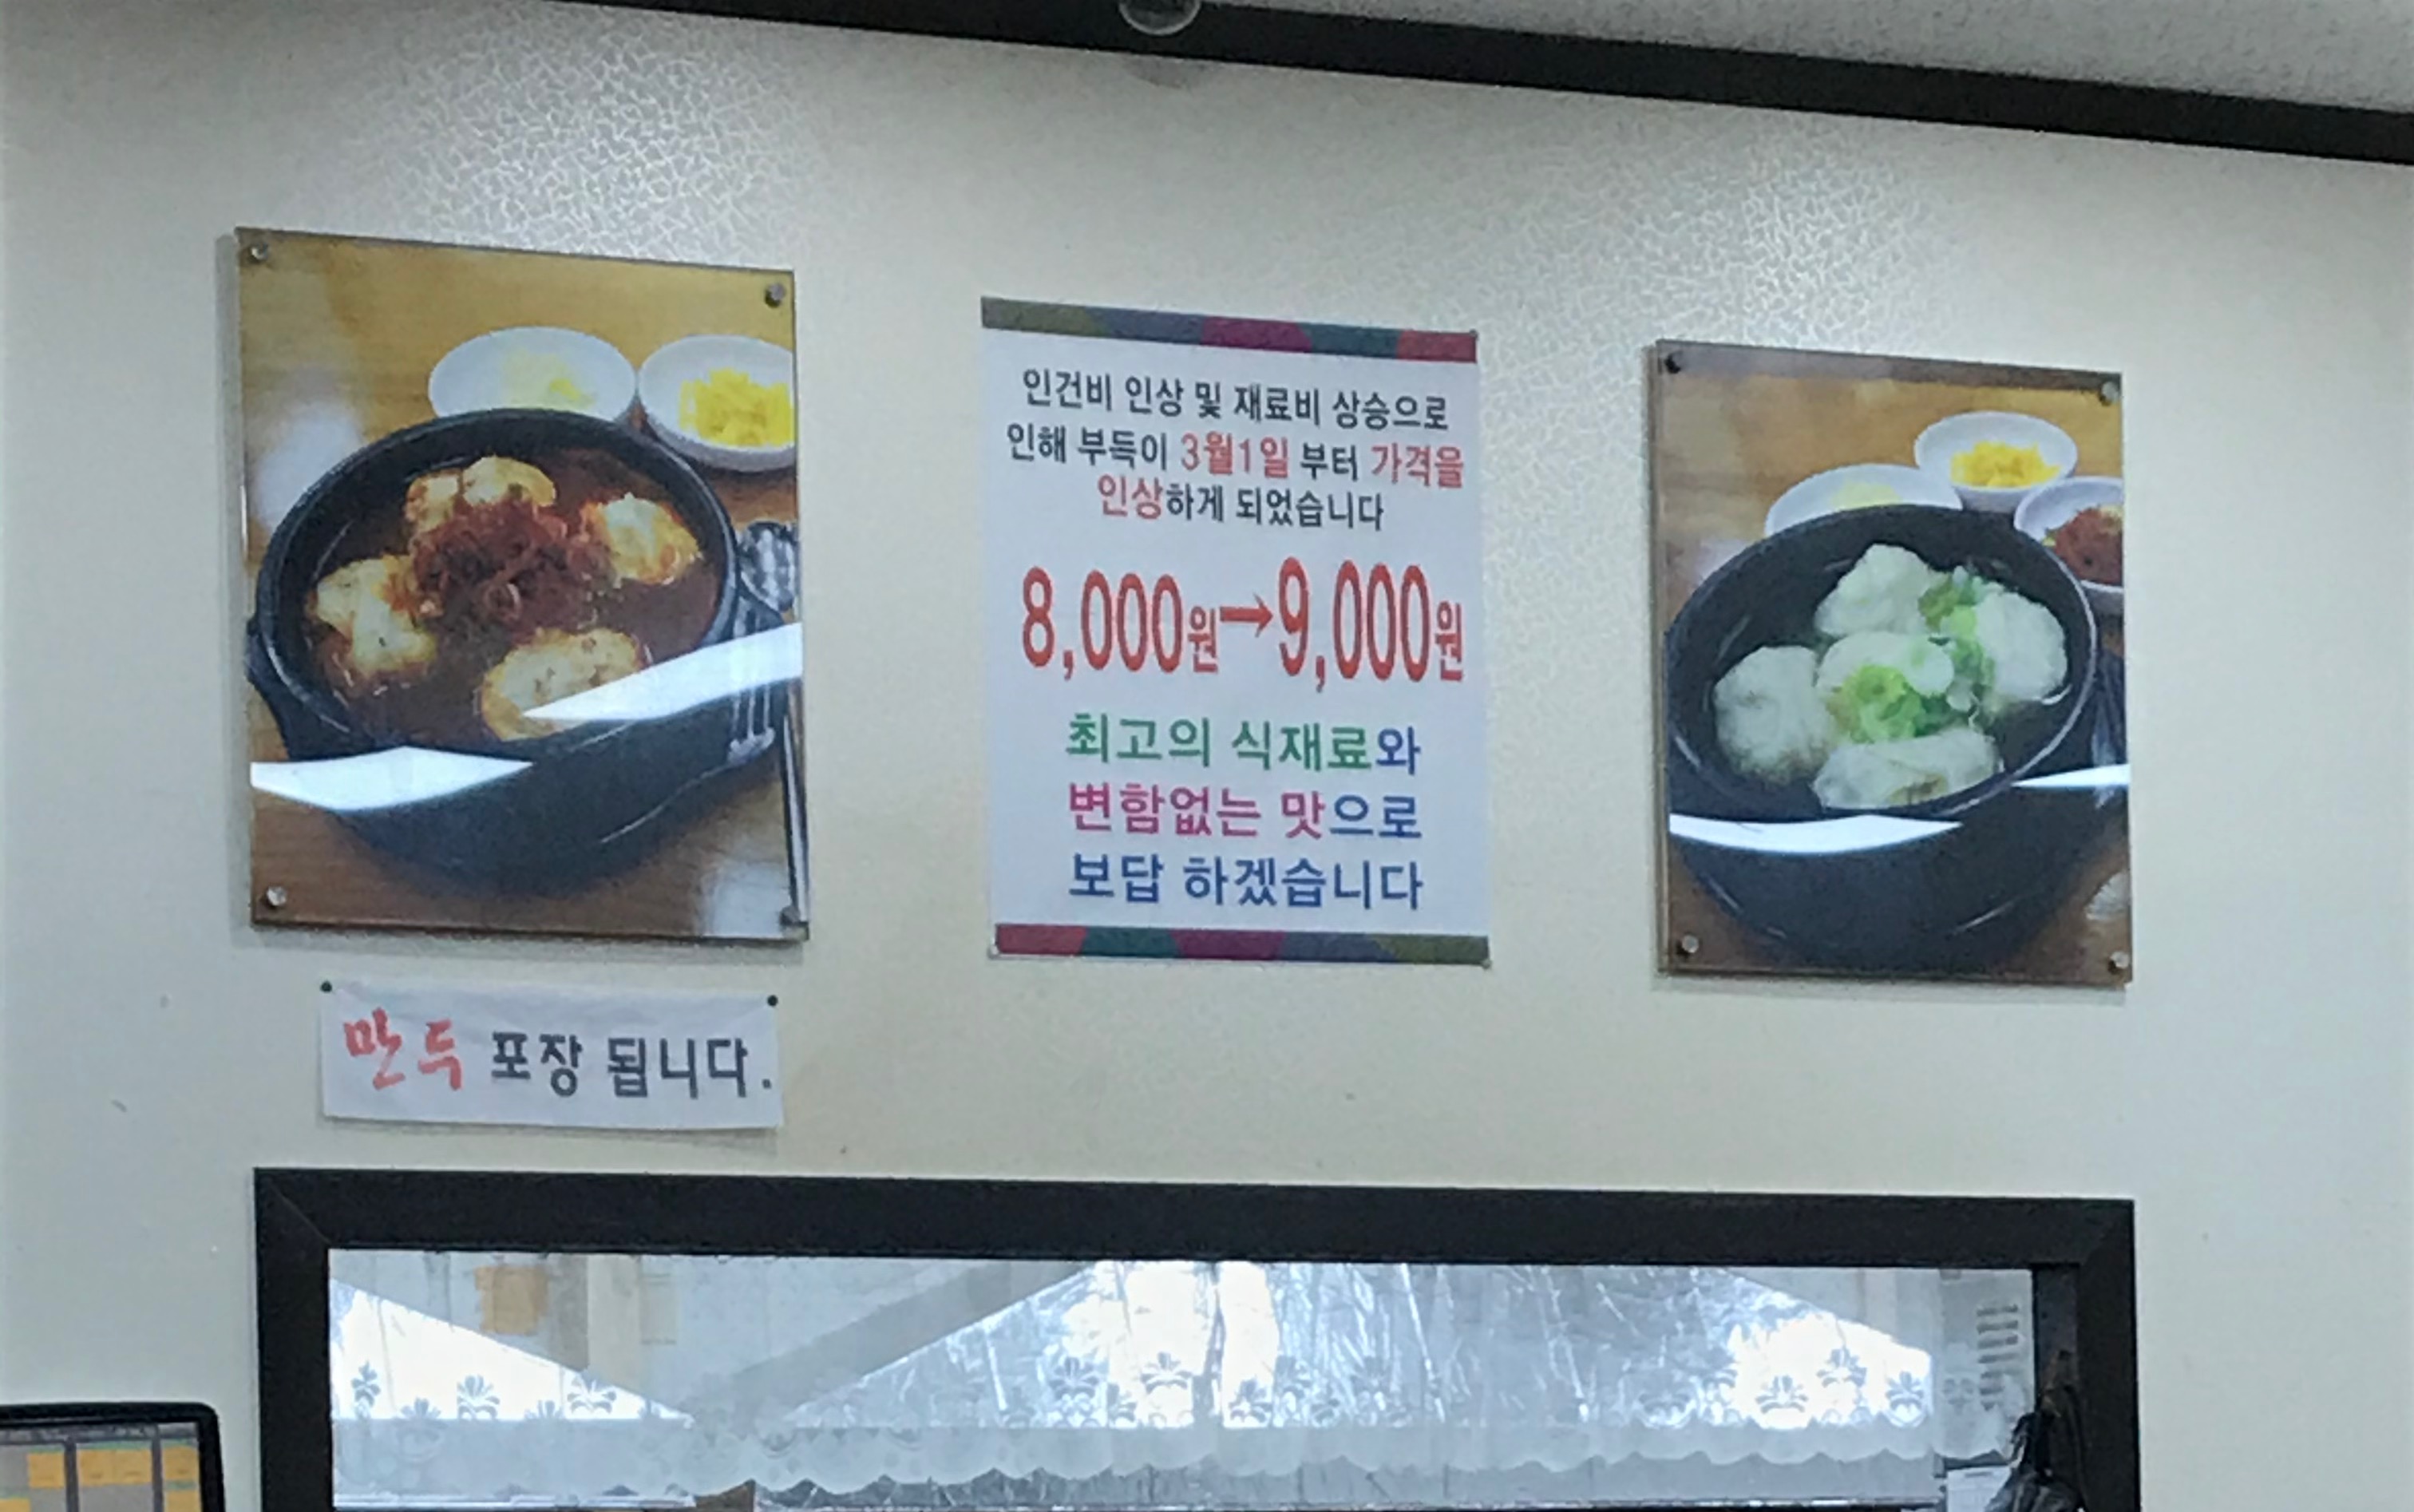 인건비 인상 및 재료비 상승으로
인해 부득이 3월1일 부터 가격을
인상하게 되었습니다
8,000원→9,000원
최고의 식재료와
변함없는 맛으로
보답 하겠습니다
만두 포장 됩니다.